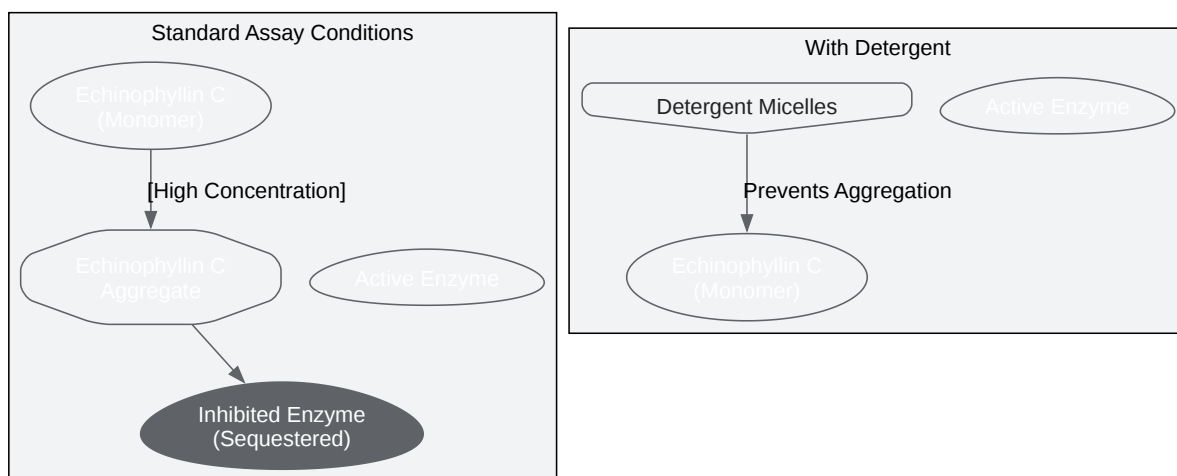 Standard Assay Conditions
Echinophyllin C
(Monomer)
[High Concentration]
Echinophyllin C
Aggregate
Active Enzyme
Inhibited Enzyme
(Sequestered)
With Detergent
Detergent Micelles
Active Enzyme
Prevents Aggregation
Echinophyllin C
(Monomer)